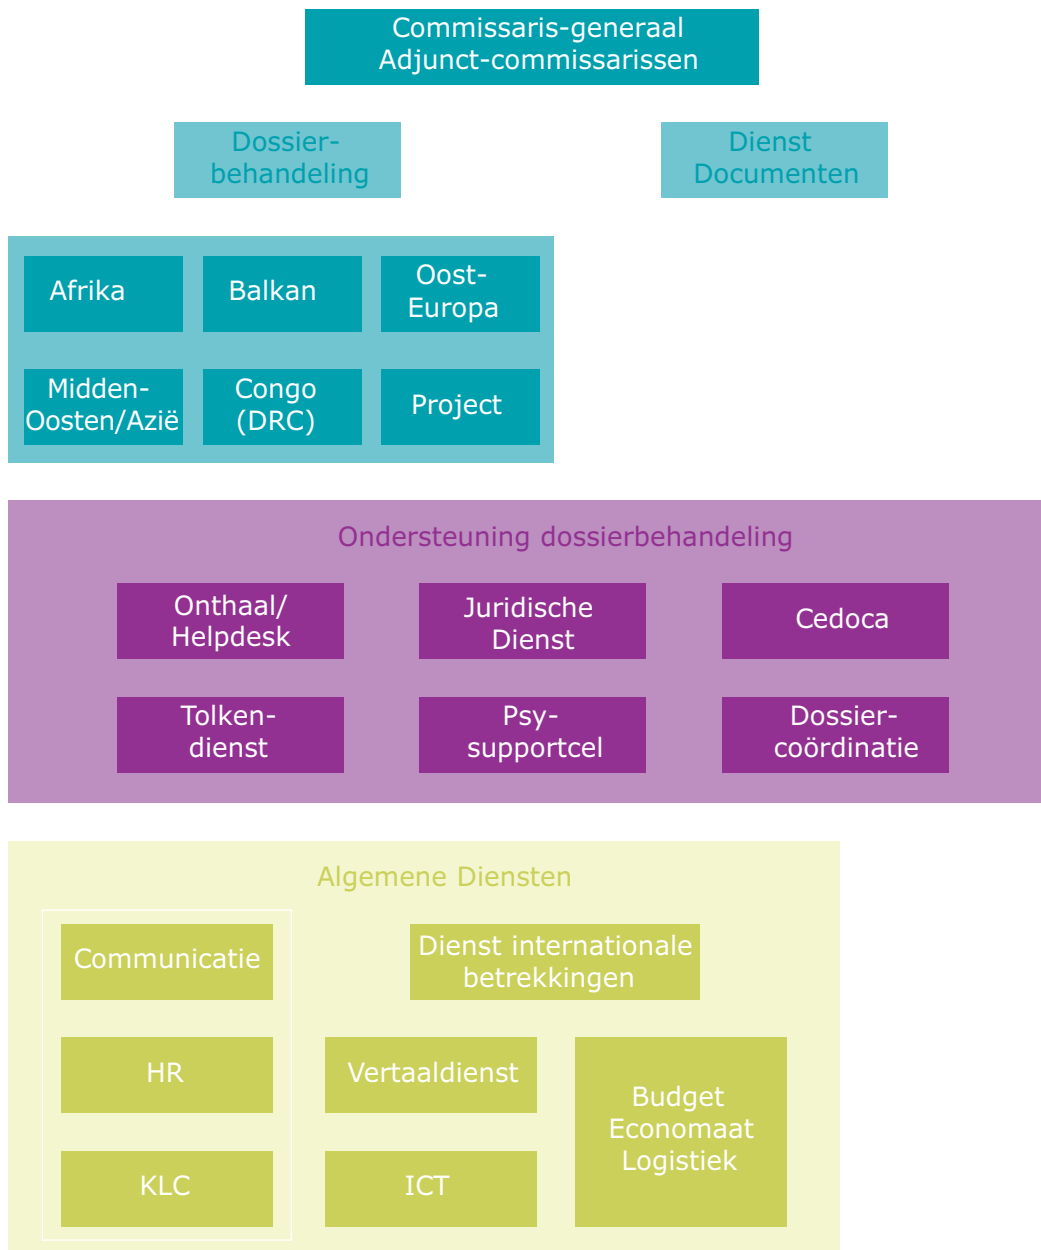 Commissaris-generaal
Adjunct-commissarissen
Dossier-
behandeling
Dienst
Documenten
Afrika
Balkan
Oost-
Europa
Midden-
Oosten/Azië
Congo
(DRC)
Project
Ondersteuning dossierbehandeling
Onthaal/
Helpdesk
Juridische
Dienst
Cedoca
Tolken-
dienst
Psy-
supportcel
Dossier-
coördinatie
Algemene Diensten
Communicatie
Dienst internationale
betrekkingen
HR
Vertaaldienst
Budget
Economaat
Logistiek
KLC
ICT